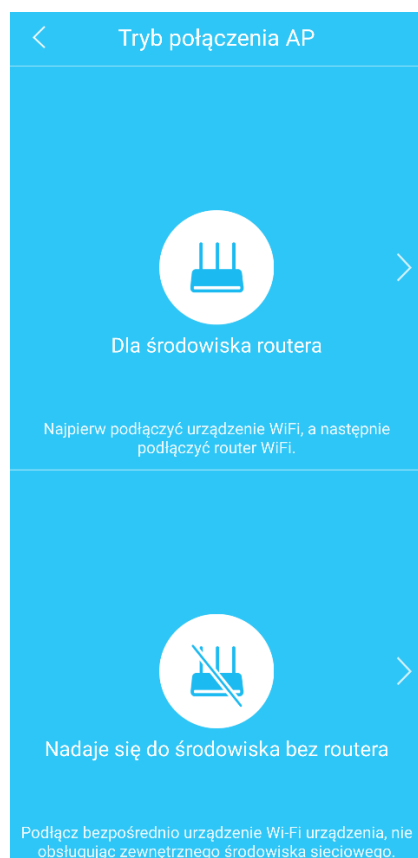 Tryb połączenia AP
Dla środowiska routera
Najpierw podłączyć urządzenie WiFi, a następnie
podłączyć router WiFi.
Nadaje się do środowiska bez routera
Podłącz bezpośrednio urządzenie Wi-Fi urządzenia, nie
obsługując zewnętrznego środowiska sieciowego.